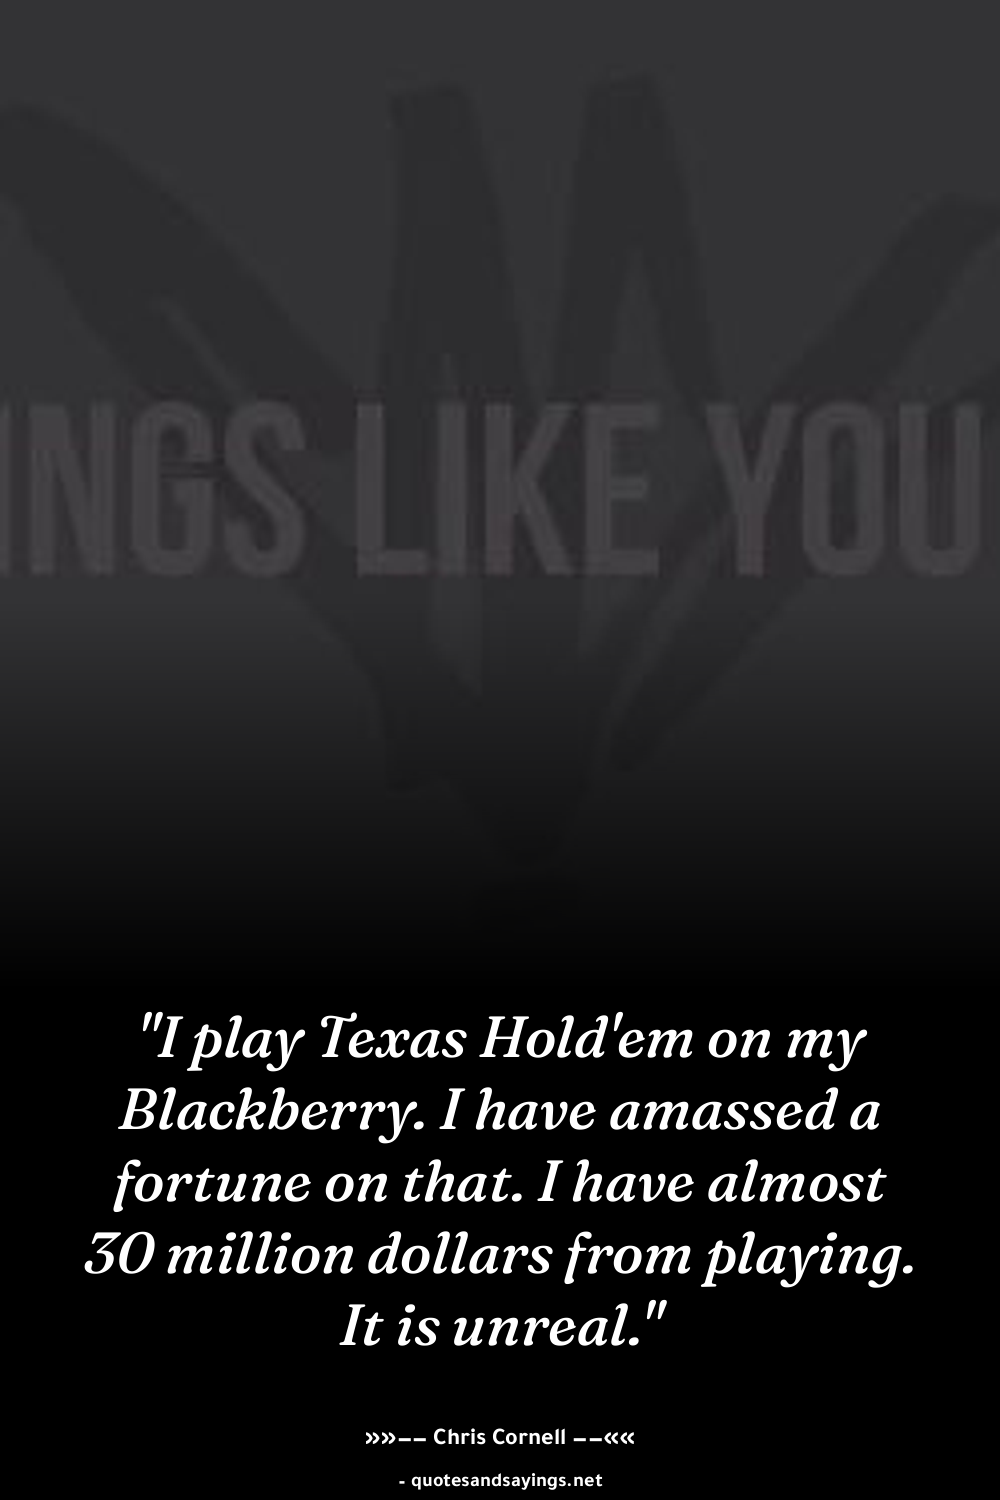 INGS LIKE YOU
"I play Texas Hold'em on my
Blackberry. I have amassed a
fortune on that. I have almost
30 million dollars from playing.
It is unreal."
»»−− Chris Cornell −−««
- quotesandsayings.net